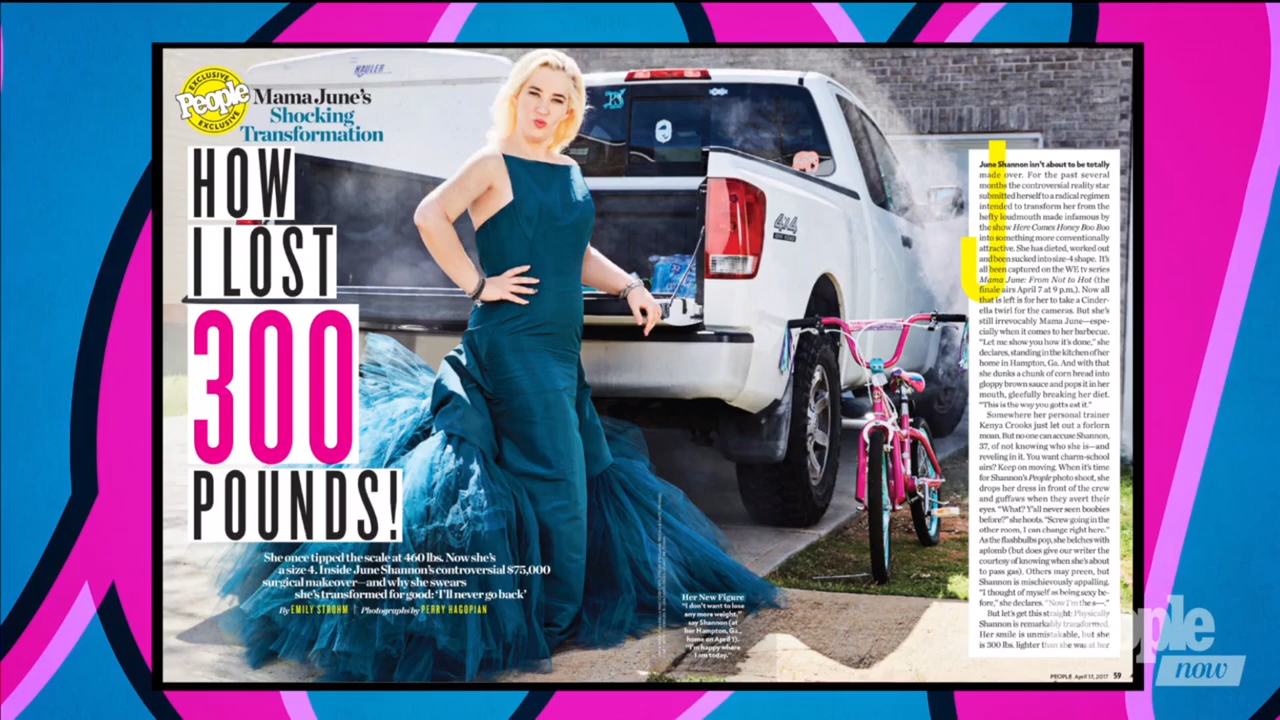 EXCLUSIVE
People
EXCLUSIVE
Mama June's
Shocking
Transformation
HOW
I LOST
300
POUNDS!
She once tipped the scale at 460 lbs. Now she's
a size 4. Inside June Shannon's controversial $75,000
surgical makeover—and why she swears
she's transformed for good: 'I'll never go back'
By EMILY STROHM | Photographs by PERRY HAGOPIAN
HAULER
4x4
OFF ROAD
Her New Figure
"I don't want to lose
any more weight,"
say Shannon (at
her Hampton, Ga.,
home on April 1).
"I'm happy where
I am today."
J
June Shannon isn't about to be totally
made over. For the past several
months the controversial reality star
submitted herself to a radical regimen
intended to transform her from the
hefty loudmouth made infamous by
the show Here Comes Honey Boo Boo
into something more conventionally
attractive. She has dieted, worked out
and been sucked into size-4 shape. It's
all been captured on the WE tv series
Mama June: From Not to Hot (the
finale airs April 7 at 9 p.m.). Now all
that is left is for her to take a Cinder-
ella twirl for the cameras. But she's
still irrevocably Mama June—espe-
cially when it comes to her barbecue.
"Let me show you how it's done," she
declares, standing in the kitchen of her
home in Hampton, Ga. And with that
she dunks a chunk of corn bread into
gloppy brown sauce and pops it in her
mouth, gleefully breaking her diet.
"This is the way you gotts eat it."
Somewhere her personal trainer
Kenya Crooks just let out a forlorn
moan. But no one can accuse Shannon,
37, of not knowing who she is—and
reveling in it. You want charm-school
airs? Keep on moving. When it's time
for Shannon's People photo shoot, she
drops her dress in front of the crew
and guffaws when they avert their
eyes. "What? Y'all never seen boobies
before?" she hoots. "Screw going in the
other room, I can change right here."
As the flashbulbs pop, she belches with
aplomb (but does give our writer the
courtesy of knowing when she's about
to pass gas). Others may preen, but
Shannon is mischievously appalling.
"I thought of myself as being sexy be-
fore," she declares. "Now I'm the s—."
But let's get this straight: Physically
Shannon is remarkably transformed.
Her smile is unmistakable, but she
is 300 lbs. lighter than she was at her
PEOPLE April 17, 2017 59
people
now